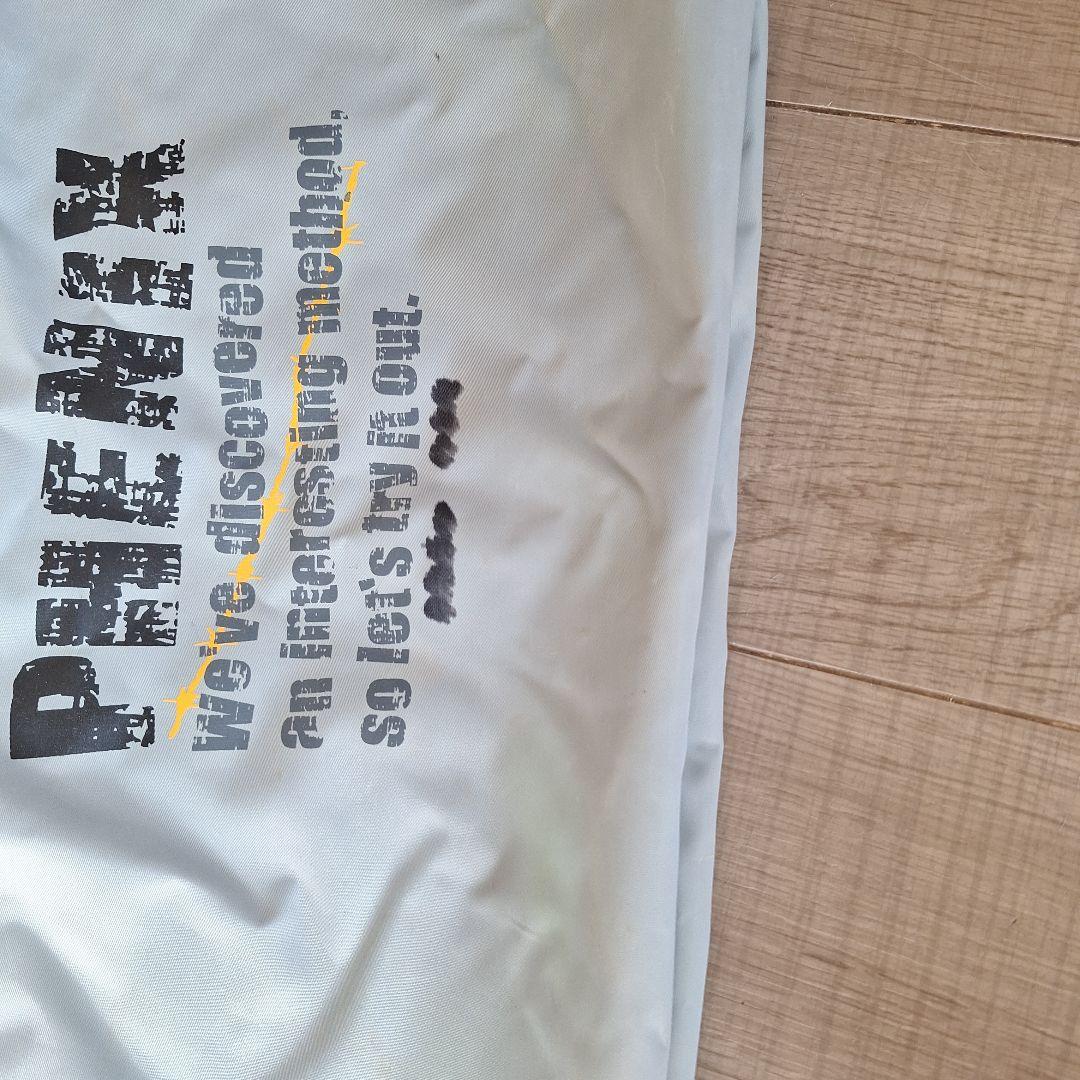 PHENIX
We've discovered
an interesting method,
so let's try it out.